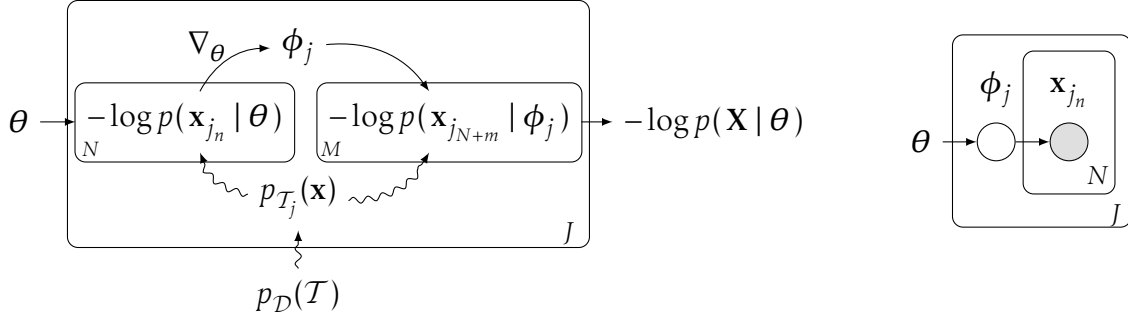 ∇_θ ϕ_j
θ −log p(x_{j_n} | θ) −log p(x_{j_{N+m}} | ϕ_j) −log p(X | θ)
N M
p_{𝒯_j}(x)
J
p_𝒟(𝒯)
ϕ_j x_{j_n}
θ
N
J